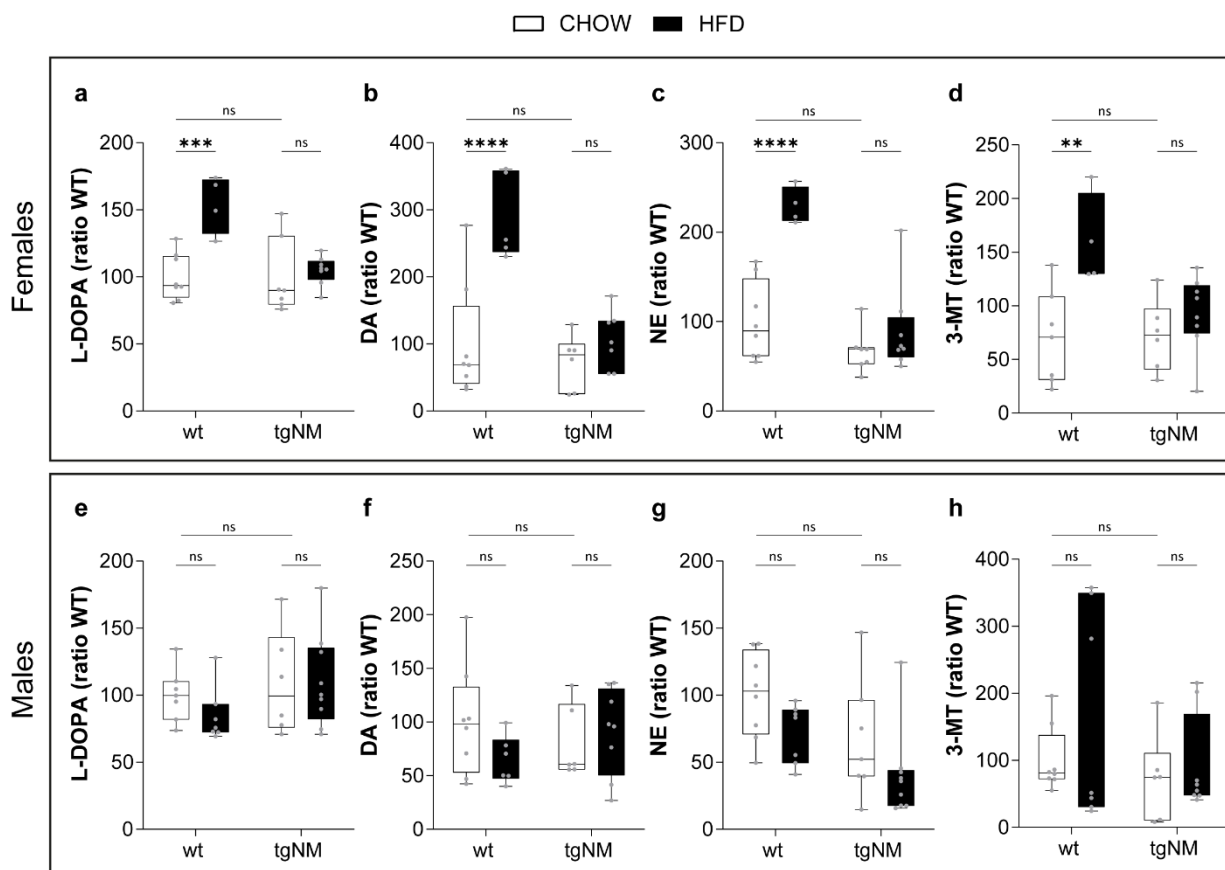 CHOW HFD
Females
a b c d
ns ns ns ns
*** ns **** ns **** ns ** ns
L-DOPA (ratio WT)
200
150
100
50
0
wt tgNM
DA (ratio WT)
400
300
200
100
0
wt tgNM
NE (ratio WT)
300
200
100
0
wt tgNM
3-MT (ratio WT)
250
200
150
100
50
0
wt tgNM
Males
e f g h
ns ns ns ns
ns ns ns ns ns ns ns ns
L-DOPA (ratio WT)
200
150
100
50
0
wt tgNM
DA (ratio WT)
250
200
150
100
50
0
wt tgNM
NE (ratio WT)
200
150
100
50
0
wt tgNM
3-MT (ratio WT)
400
300
200
100
0
wt tgNM